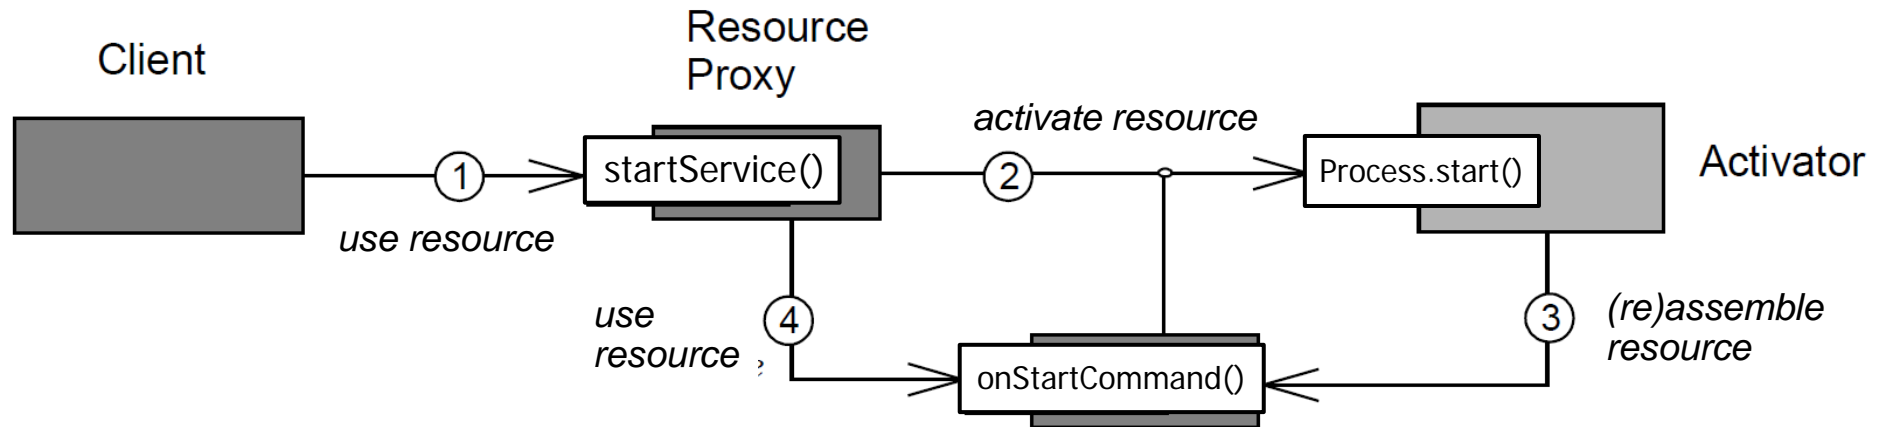 Client
Resource
Proxy
activate resource
Activator
1
startService()
2
Process.start()
use resource
use
resource
4
3
(re)assemble
resource
onStartCommand()